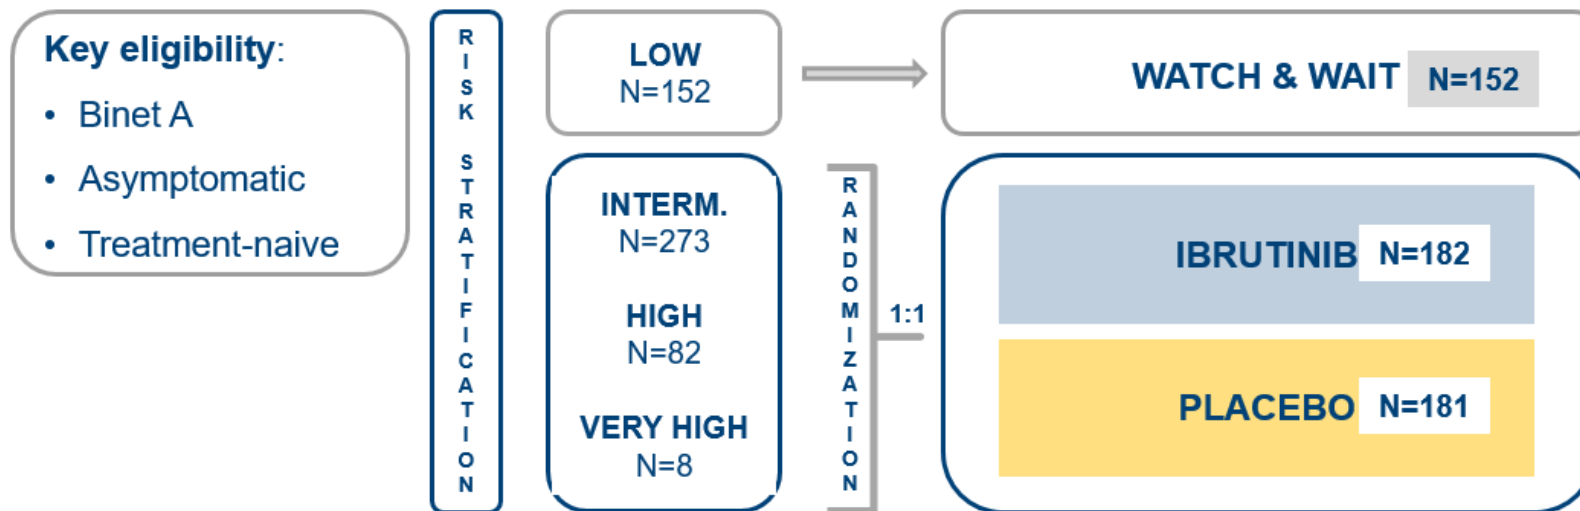 Key eligibility:
• Binet A
• Asymptomatic
• Treatment-naive
RISK STRATIFICATION
LOW
N=152
WATCH & WAIT N=152
INTERM.
N=273
HIGH
N=82
VERY HIGH
N=8
RANDOMIZATION
1:1
IBRUTINIB N=182
PLACEBO N=181